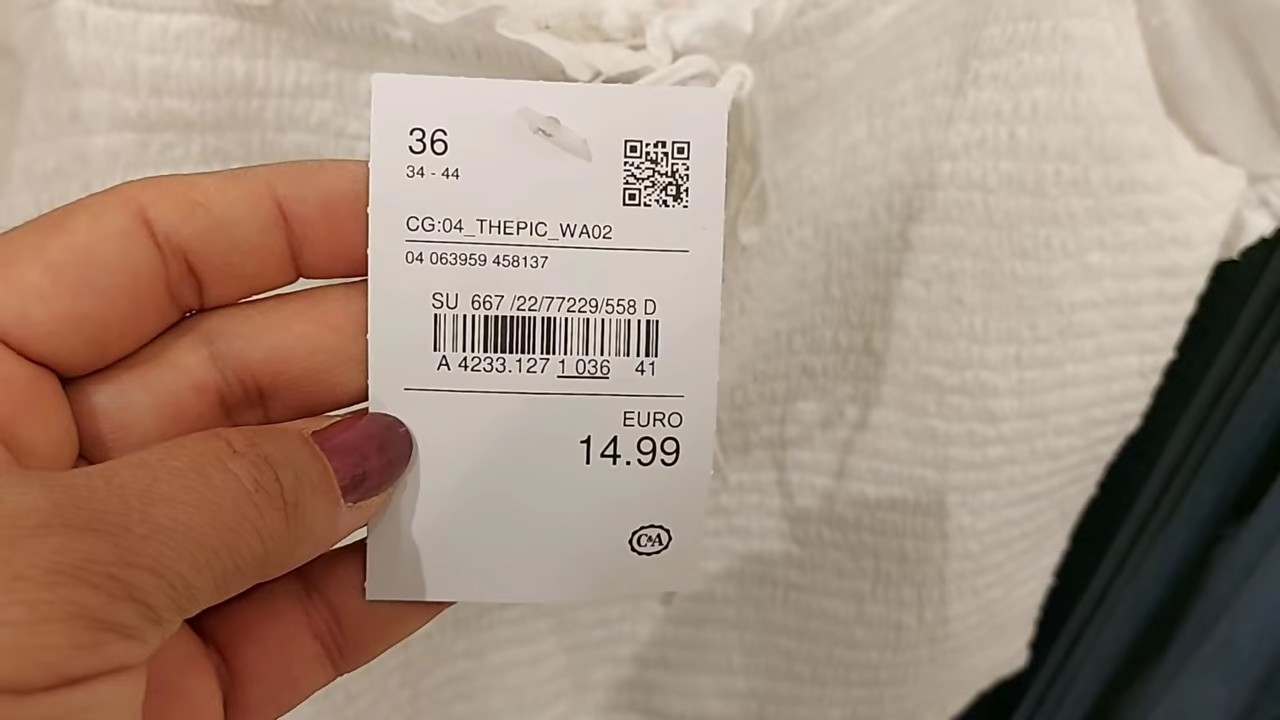 36
34 - 44
CG:04_THEPIC_WA02
04 063959 458137
SU 667 /22/77229/558 D
A 4233.127 1 036 41
EURO
14.99
C&A